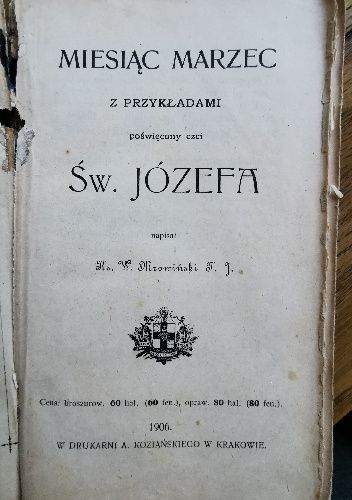 MIESIĄC MARZEC
Z PRZYKŁADAMI
poświęcony czci
Św. JÓZEFA
napisał
Ks. W. Mrowiński T. J.
Cena: broszurow. 60 hal. (60 fen.), opraw. 80 hal. (80 fen.).
1906.
W DRUKARNI A. KOZIAŃSKIEGO W KRAKOWIE.